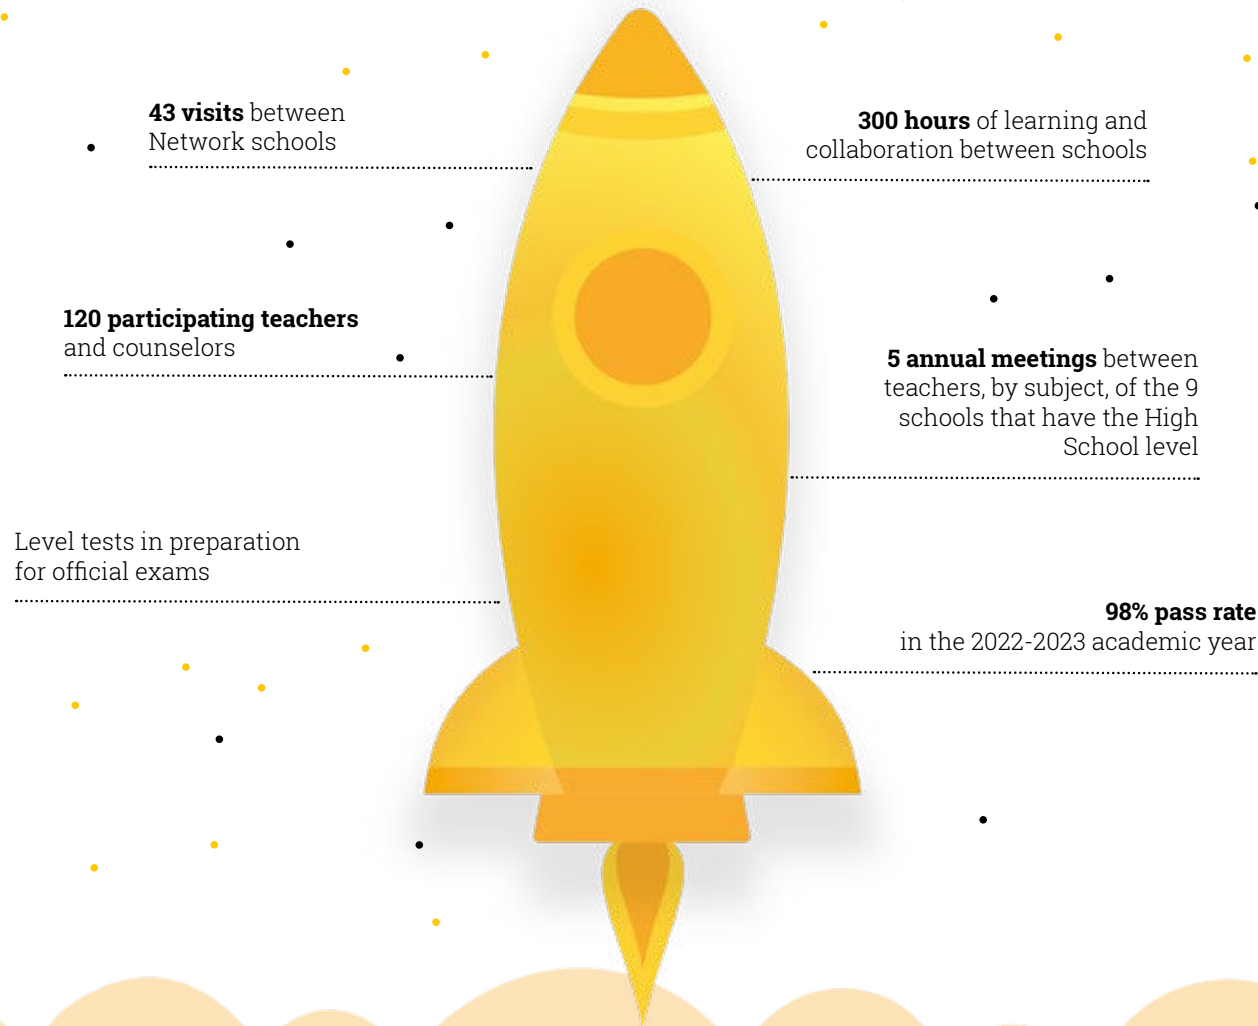 43 visits between
Network schools
120 participating teachers
and counselors
Level tests in preparation
for official exams
300 hours of learning and
collaboration between schools
5 annual meetings between
teachers, by subject, of the 9
schools that have the High
School level
98% pass rate
in the 2022-2023 academic year